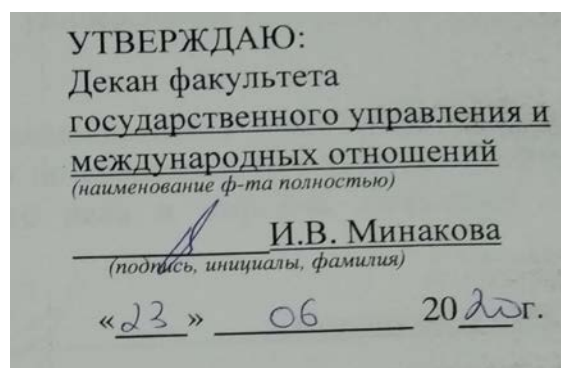 УТВЕРЖДАЮ:
Декан факультета
государственного управления и
международных отношений
(наименование ф-та полностью)
И.В. Минакова
(подпись, инициалы, фамилия)
«23» 06 2020г.